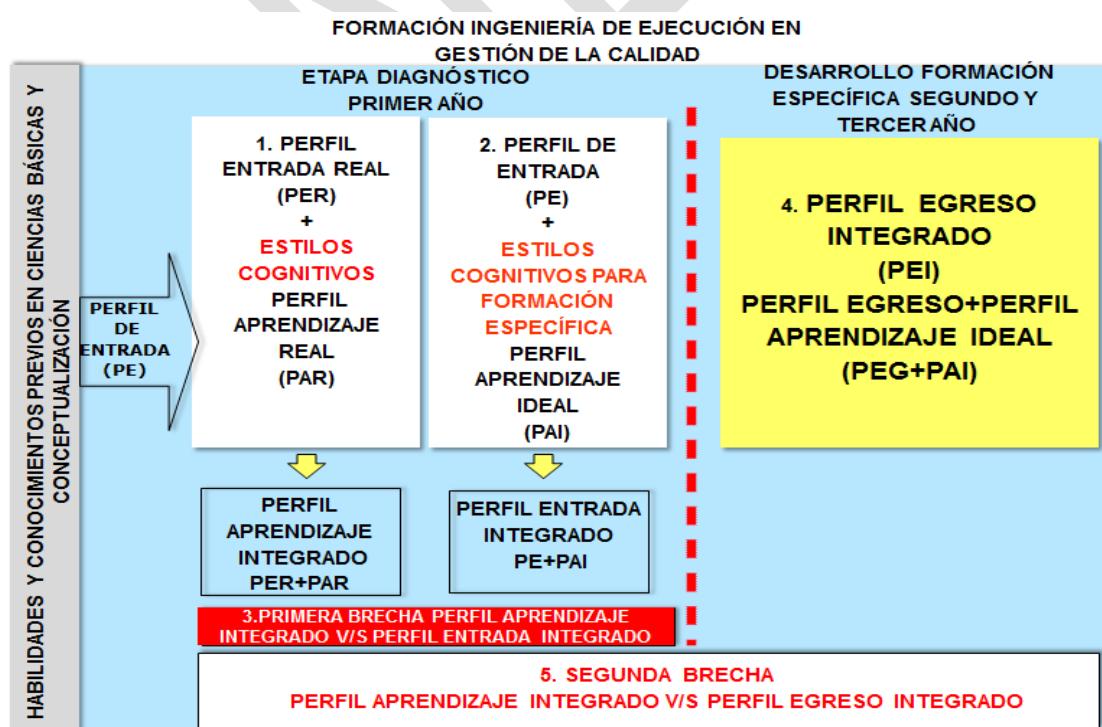 FORMACIÓN INGENIERÍA DE EJECUCIÓN EN
GESTIÓN DE LA CALIDAD
HABILIDADES Y CONOCIMIENTOS PREVIOS EN CIENCIAS BÁSICAS Y
CONCEPTUALIZACIÓN
PERFIL
DE
ENTRADA
(PE)
ETAPA DIAGNÓSTICO
PRIMER AÑO
1. PERFIL
ENTRADA REAL
(PER)
+
ESTILOS
COGNITIVOS
PERFIL
APRENDIZAJE
REAL
(PAR)
2. PERFIL DE
ENTRADA
(PE)
+
ESTILOS
COGNITIVOS PARA
FORMACIÓN
ESPECÍFICA
PERFIL
APRENDIZAJE
IDEAL
(PAI)
PERFIL
APRENDIZAJE
INTEGRADO
PER+PAR
PERFIL ENTRADA
INTEGRADO
PE+PAI
3.PRIMERA BRECHA PERFIL APRENDIZAJE
INTEGRADO V/S PERFIL ENTRADA INTEGRADO
DESARROLLO FORMACIÓN
ESPECÍFICA SEGUNDO Y
TERCER AÑO
4. PERFIL EGRESO
INTEGRADO
(PEI)
PERFIL EGRESO+PERFIL
APRENDIZAJE IDEAL
(PEG+PAI)
5. SEGUNDA BRECHA
PERFIL APRENDIZAJE INTEGRADO V/S PERFIL EGRESO INTEGRADO